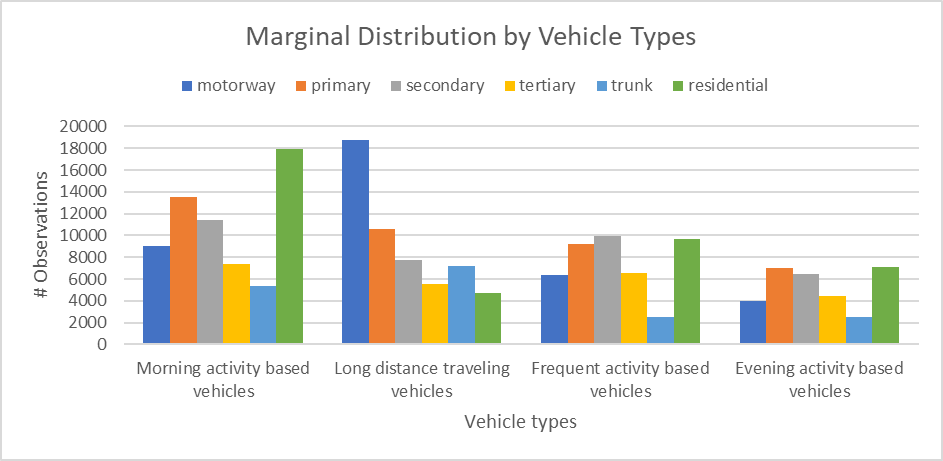 Marginal Distribution by Vehicle Types
motorway primary secondary tertiary trunk residential
20000
18000
16000
14000
12000
10000
8000
6000
4000
2000
0
# Observations
Morning activity based vehicles
Long distance traveling vehicles
Frequent activity based vehicles
Evening activity based vehicles
Vehicle types